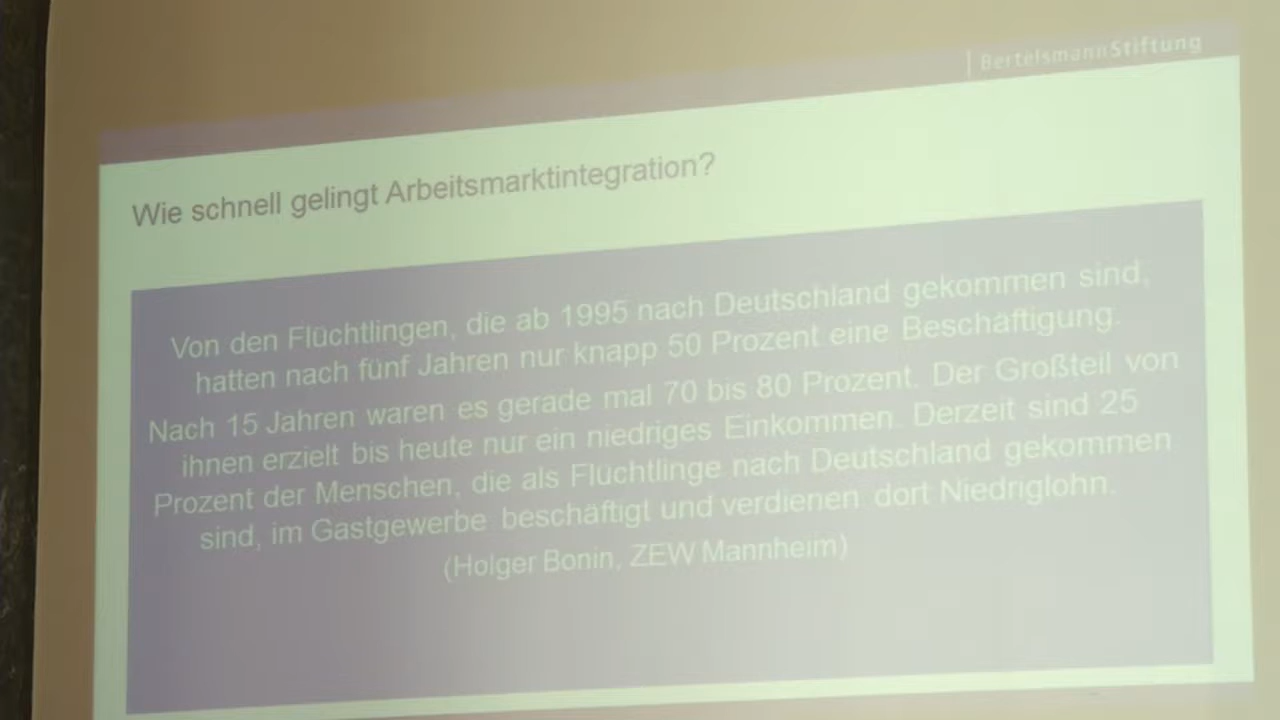 BertelsmannStiftung
Wie schnell gelingt Arbeitsmarktintegration?
Von den Flüchtlingen, die ab 1995 nach Deutschland gekommen sind,
hatten nach fünf Jahren nur knapp 50 Prozent eine Beschäftigung.
Nach 15 Jahren waren es gerade mal 70 bis 80 Prozent. Der Großteil von
ihnen erzielt bis heute nur ein niedriges Einkommen. Derzeit sind 25
Prozent der Menschen, die als Flüchtlinge nach Deutschland gekommen
sind, im Gastgewerbe beschäftigt und verdienen dort Niedriglohn.
(Holger Bonin, ZEW Mannheim)